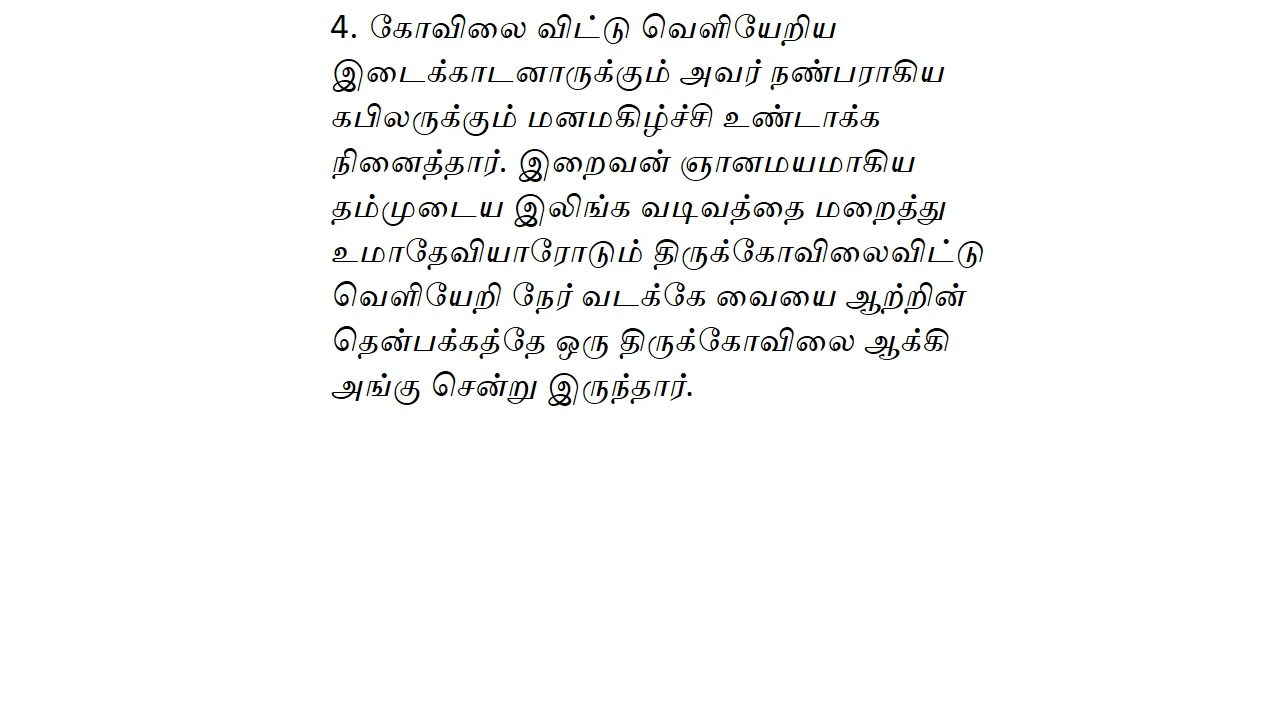 4. கோவிலை விட்டு வெளியேறிய
இடைக்காடனாருக்கும் அவர் நண்பராகிய
கபிலருக்கும் மனமகிழ்ச்சி உண்டாக்க
நினைத்தார். இறைவன் ஞானமயமாகிய
தம்முடைய இலிங்க வடிவத்தை மறைத்து
உமாதேவியாரோடும் திருக்கோவிலைவிட்டு
வெளியேறி நேர் வடக்கே வையை ஆற்றின்
தென்பக்கத்தே ஒரு திருக்கோவிலை ஆக்கி
அங்கு சென்று இருந்தார்.